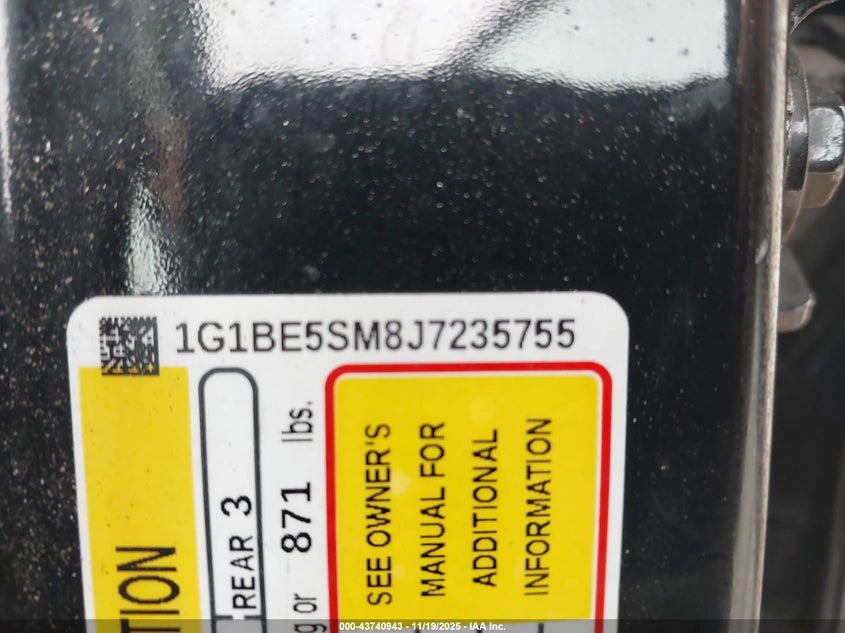 1G1BE5SM8J7235755
TION
REAR 3
g or 871 lbs.
SEE OWNER'S
MANUAL FOR
ADDITIONAL
INFORMATION
000-43740943 - 11/19/2025 - IAA Inc.